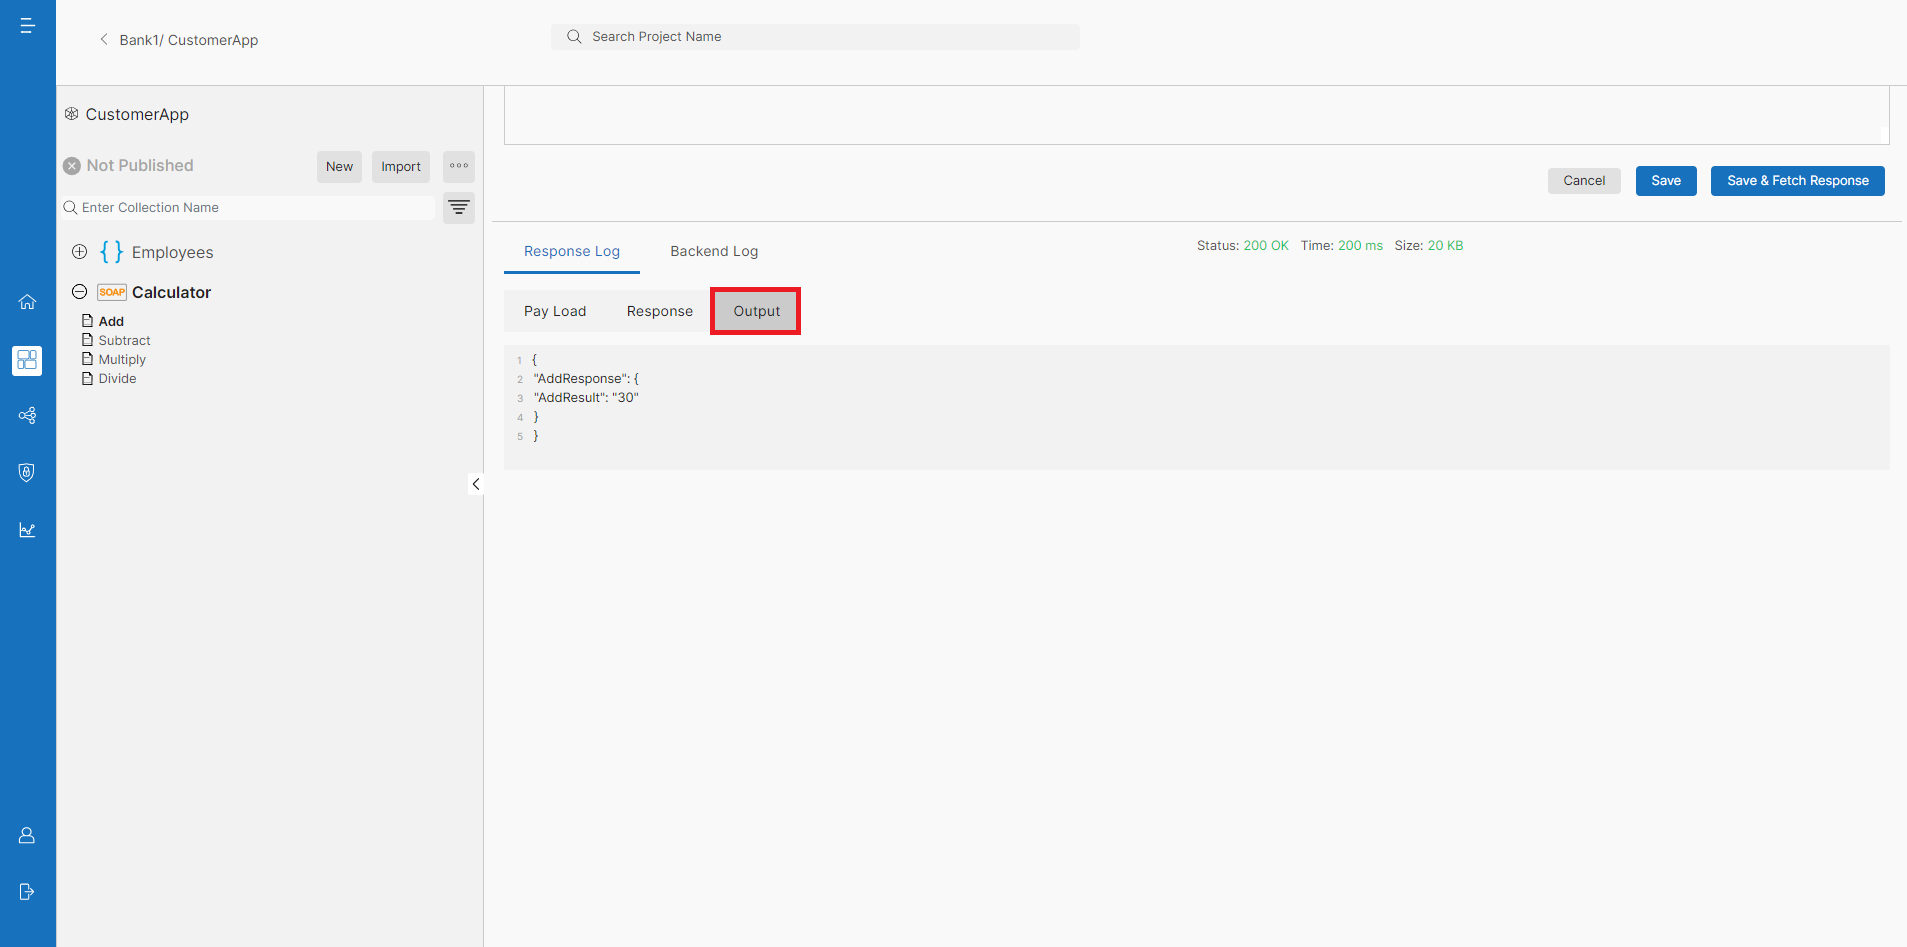 Bank1/ CustomerApp
Search Project Name
CustomerApp
Not Published
New
Import
Enter Collection Name
{ } Employees
SOAP Calculator
Add
Subtract
Multiply
Divide
Cancel
Save
Save & Fetch Response
Response Log
Backend Log
Status: 200 OK Time: 200 ms Size: 20 KB
Pay Load
Response
Output
1 {
2 "AddResponse": {
3 "AddResult": "30"
4 }
5 }